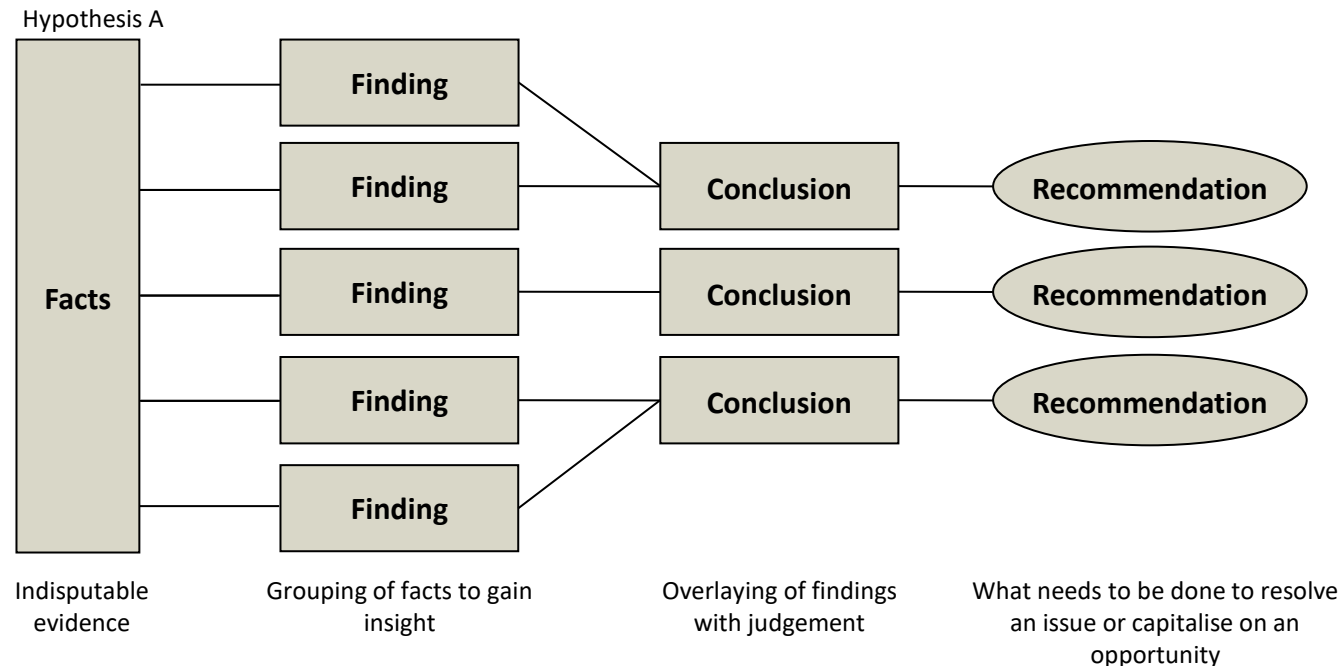 Hypothesis A
Facts
Finding
Finding
Finding
Finding
Finding
Conclusion
Conclusion
Conclusion
Recommendation
Recommendation
Recommendation
Indisputable
evidence
Grouping of facts to gain
insight
Overlaying of findings
with judgement
What needs to be done to resolve
an issue or capitalise on an
opportunity